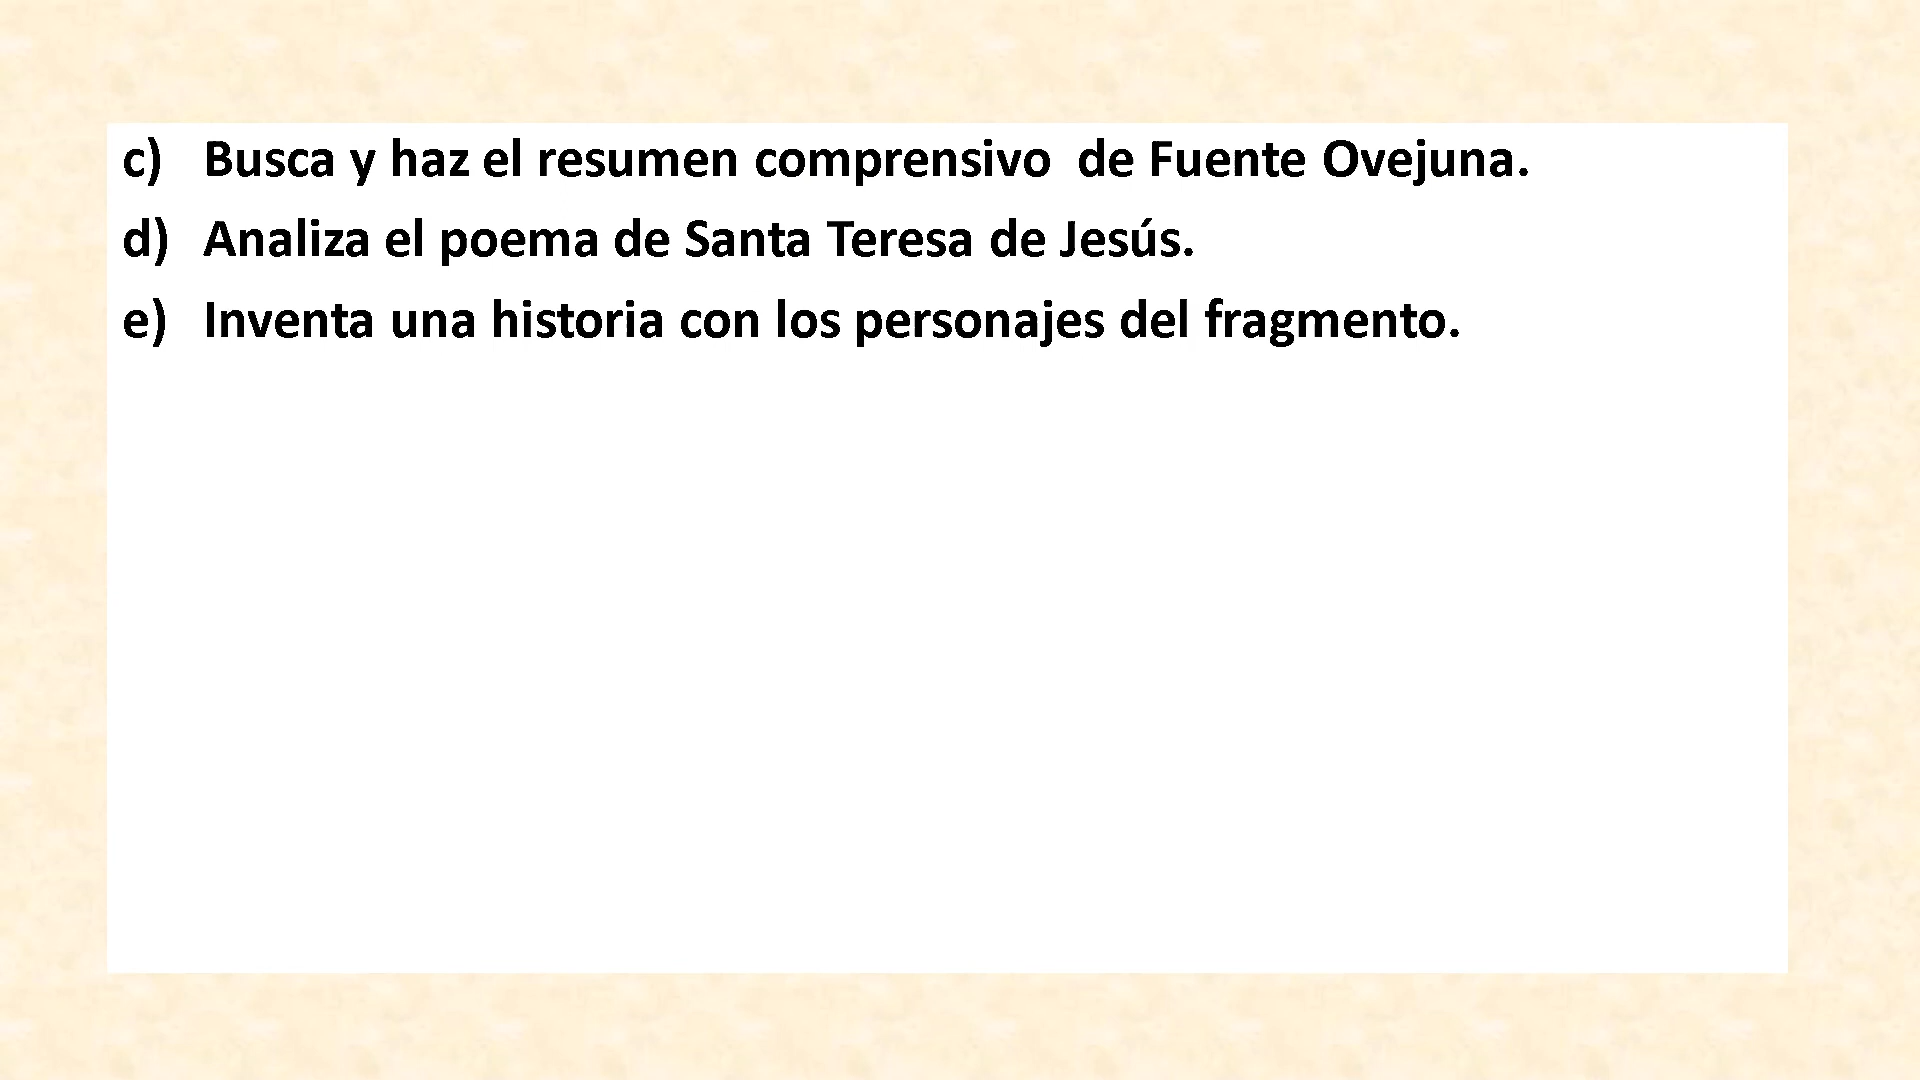 c) Busca y haz el resumen comprensivo  de Fuente Ovejuna.
d) Analiza el poema de Santa Teresa de Jesús.
e) Inventa una historia con los personajes del fragmento.